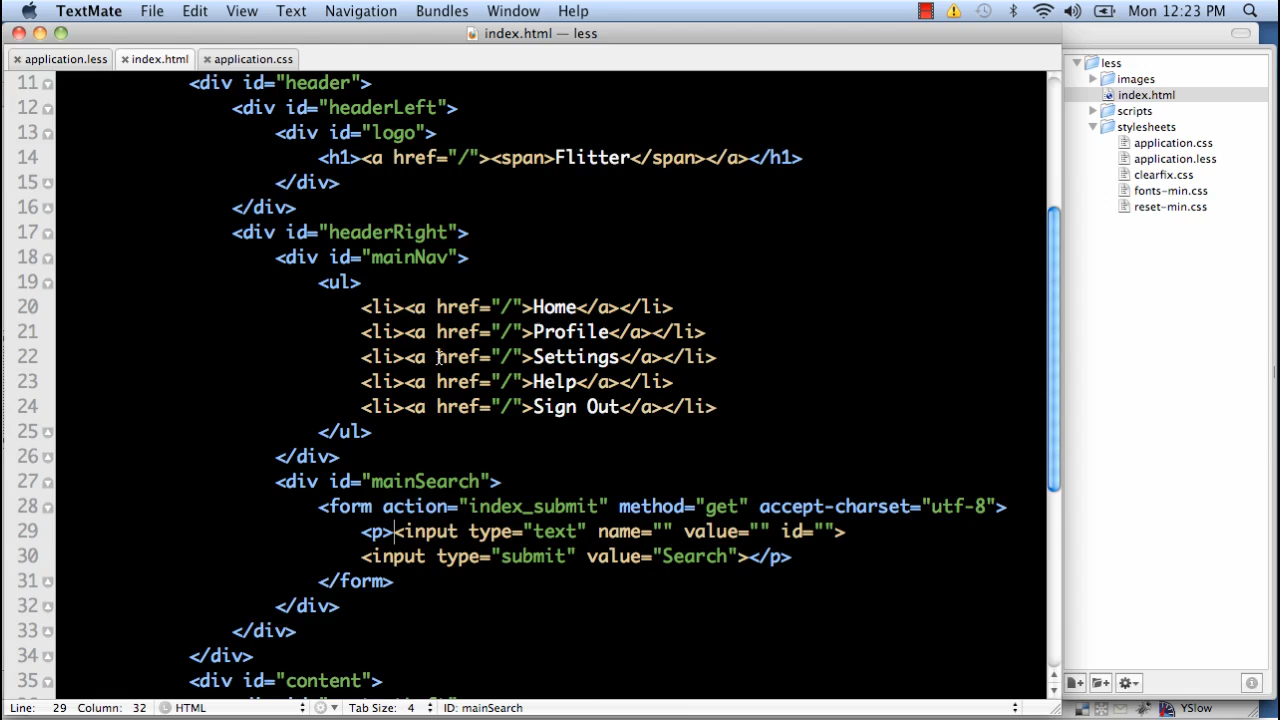 TextMate File Edit View Text Navigation Bundles Window Help Mon 12:23 PM
index.html — less
application.less index.html application.css
11 <div id="header">
12 <div id="headerLeft">
13 <div id="logo">
14 <h1><a href="/"><span>Flitter</span></a></h1>
15 </div>
16 </div>
17 <div id="headerRight">
18 <div id="mainNav">
19 <ul>
20 <li><a href="/">Home</a></li>
21 <li><a href="/">Profile</a></li>
22 <li><a href="/">Settings</a></li>
23 <li><a href="/">Help</a></li>
24 <li><a href="/">Sign Out</a></li>
25 </ul>
26 </div>
27 <div id="mainSearch">
28 <form action="index_submit" method="get" accept-charset="utf-8">
29 <p><input type="text" name="" value="" id="">
30 <input type="submit" value="Search"></p>
31 </form>
32 </div>
33 </div>
34 </div>
35 <div id="content">
Line: 29 Column: 32 HTML Tab Size: 4 ID: mainSearch
less
images
index.html
scripts
stylesheets
application.css
application.less
clearfix.css
fonts-min.css
reset-min.css
YSlow